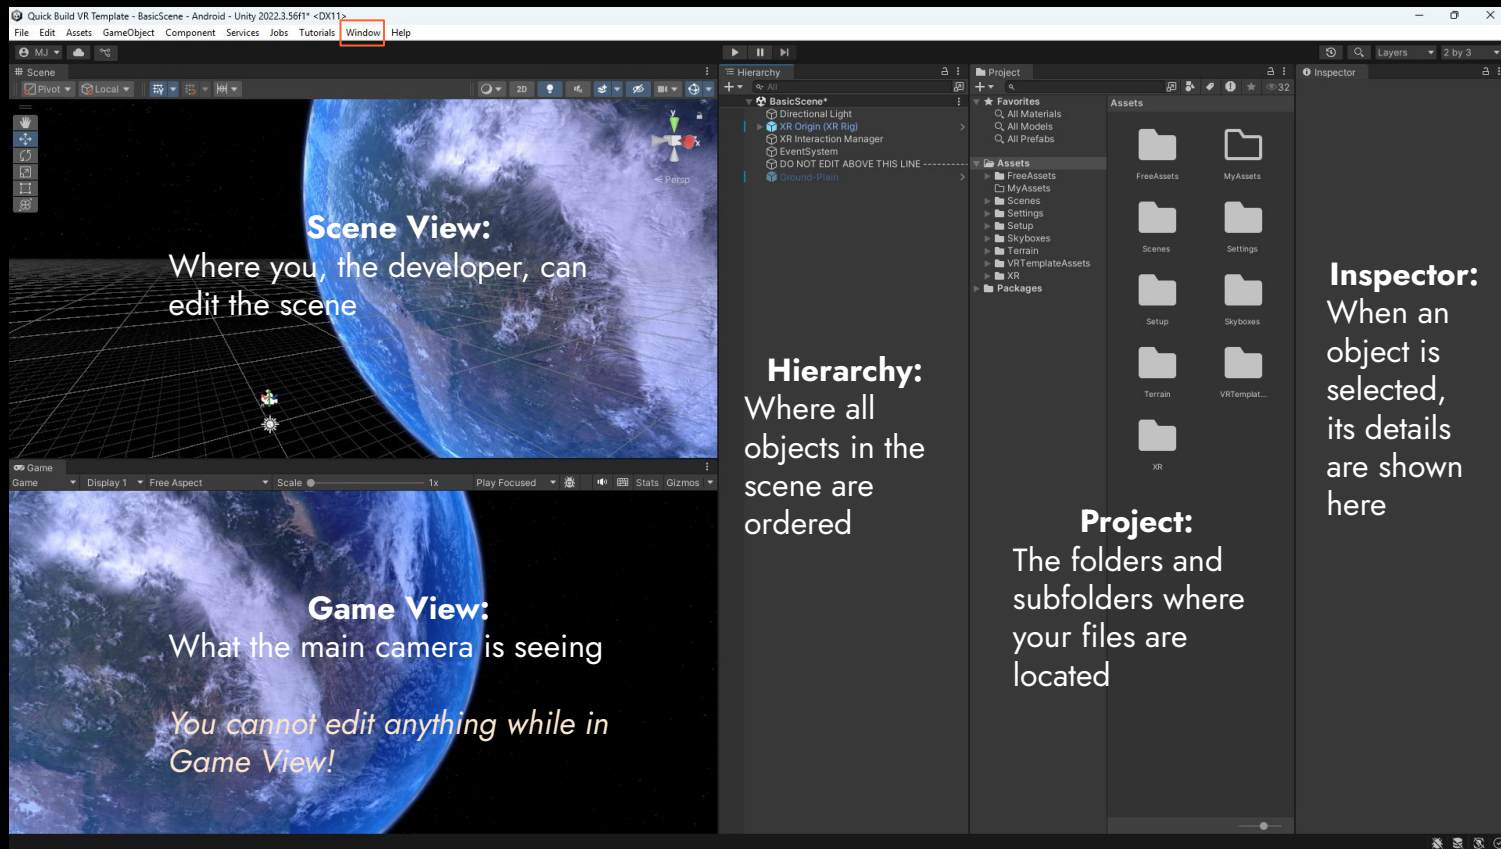 Quick Build VR Template - BasicScene - Android - Unity 2022.3.56f1* <DX11>
File Edit Assets GameObject Component Services Jobs Tutorials Window Help
MJ
Layers
2 by 3
Scene
Pivot
Local
2D
y
x
Persp
Scene View:
Where you, the developer, can
edit the scene
Game
Game
Display 1
Free Aspect
Scale
1x
Play Focused
Stats
Gizmos
Game View:
What the main camera is seeing
You cannot edit anything while in
Game View!
Hierarchy
All
BasicScene*
Directional Light
XR Origin (XR Rig)
XR Interaction Manager
EventSystem
DO NOT EDIT ABOVE THIS LINE ----------
Ground-Plain
Hierarchy:
Where all
objects in the
scene are
ordered
Project
32
Favorites
All Materials
All Models
All Prefabs
Assets
FreeAssets
MyAssets
Scenes
Settings
Setup
Skyboxes
Terrain
VRTemplateAssets
XR
Packages
Assets
FreeAssets
MyAssets
Scenes
Settings
Setup
Skyboxes
Terrain
VRTemplat...
XR
Project:
The folders and
subfolders where
your files are
located
Inspector
Inspector:
When an
object is
selected,
its details
are shown
here